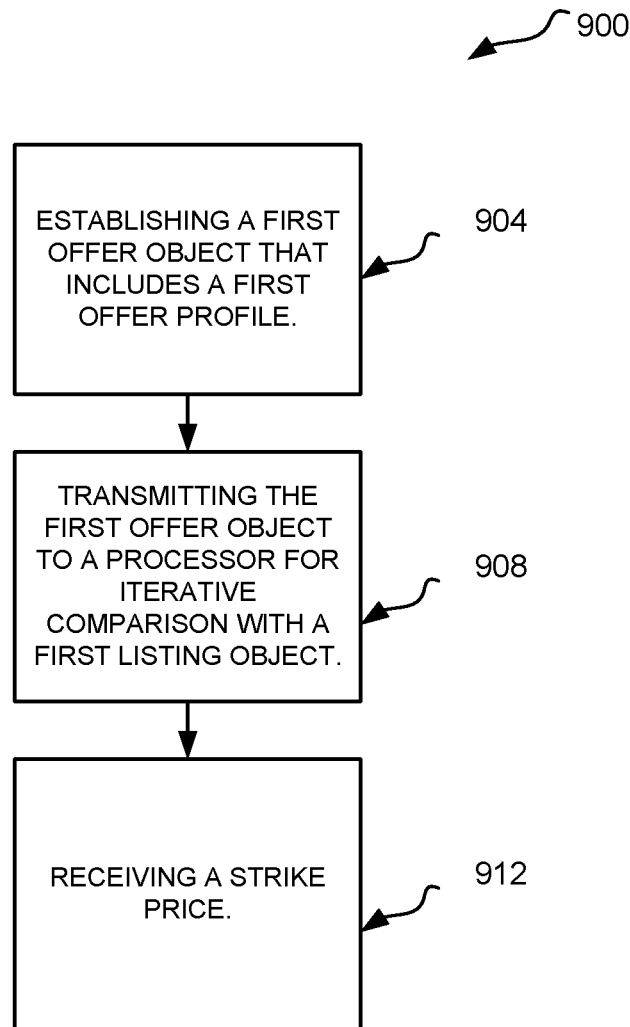 900
ESTABLISHING A FIRST
OFFER OBJECT THAT
INCLUDES A FIRST
OFFER PROFILE.
904
TRANSMITTING THE
FIRST OFFER OBJECT
TO A PROCESSOR FOR
ITERATIVE
COMPARISON WITH A
FIRST LISTING OBJECT.
908
RECEIVING A STRIKE
PRICE.
912